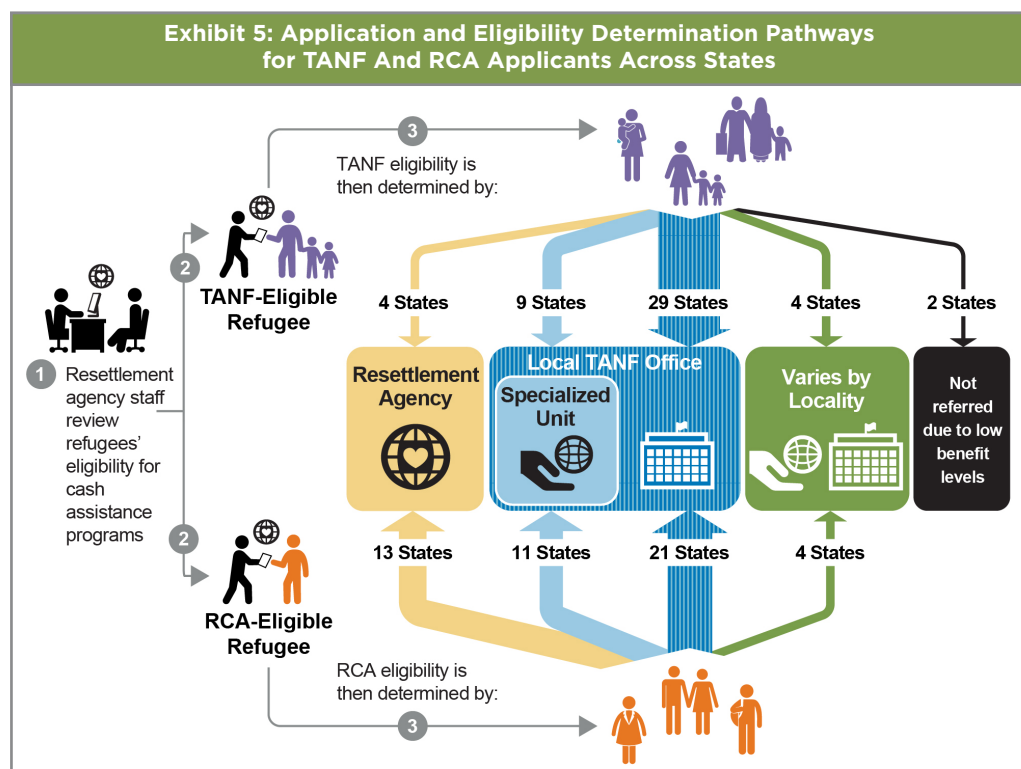 Exhibit 5: Application and Eligibility Determination Pathways
for TANF And RCA Applicants Across States
3
TANF eligibility is
then determined by:
2
TANF-Eligible
Refugee
1
Resettlement
agency staff
review
refugees’
eligibility for
cash
assistance
programs
4 States
9 States
29 States
4 States
2 States
Resettlement
Agency
Local TANF Office
Specialized
Unit
Varies by
Locality
Not
referred
due to low
benefit
levels
13 States
11 States
21 States
4 States
2
RCA-Eligible
Refugee
RCA eligibility is
then determined by:
3